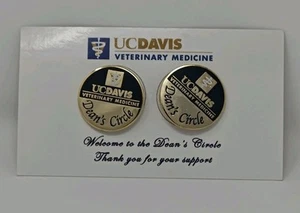 UCDAVIS
VETERINARY MEDICINE
UCDAVIS
VETERINARY MEDICINE
Dean's Circle
UCDAVIS
VETERINARY MEDICINE
Dean's Circle
Welcome to the Dean's Circle
Thank you for your support